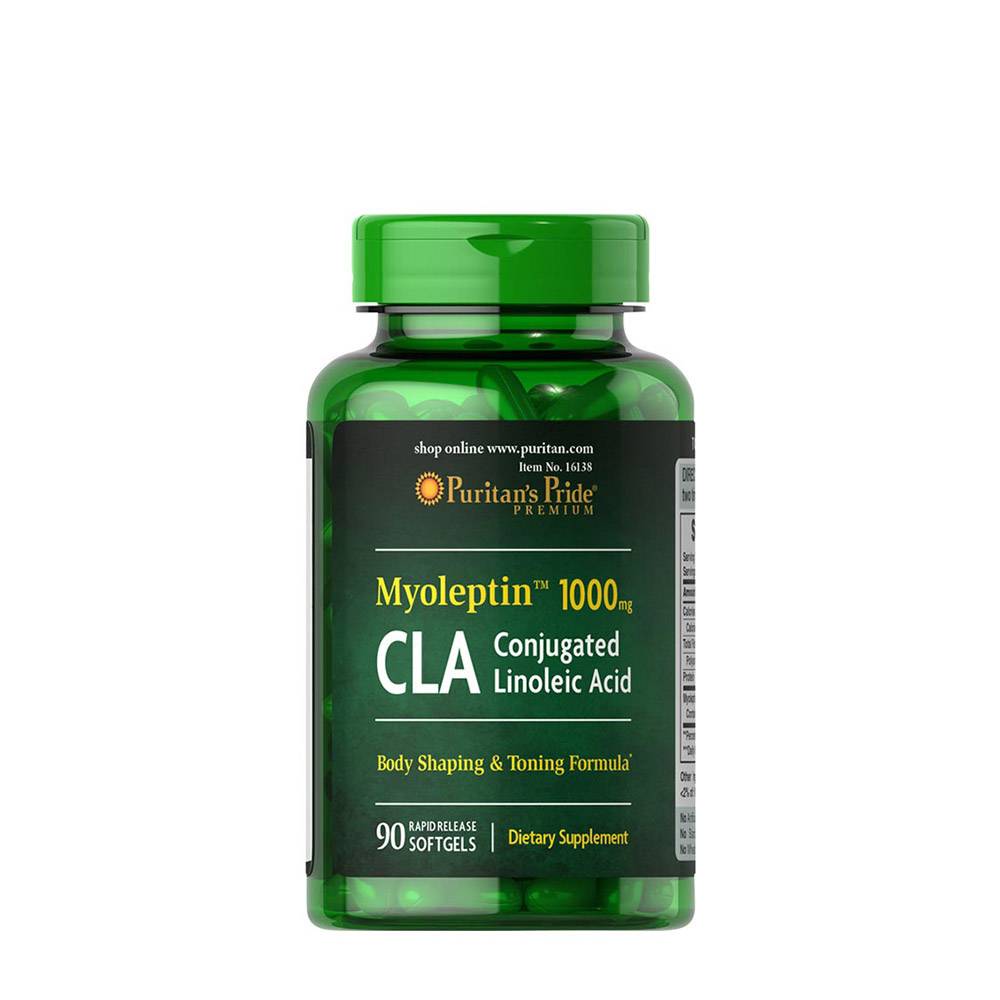 shop online www.puritan.com
Item No. 16138
Puritan's Pride®
PREMIUM
Myoleptin™ 1000mg
CLA Conjugated
Linoleic Acid
Body Shaping & Toning Formula*
90 RAPID RELEASE
SOFTGELS | Dietary Supplement